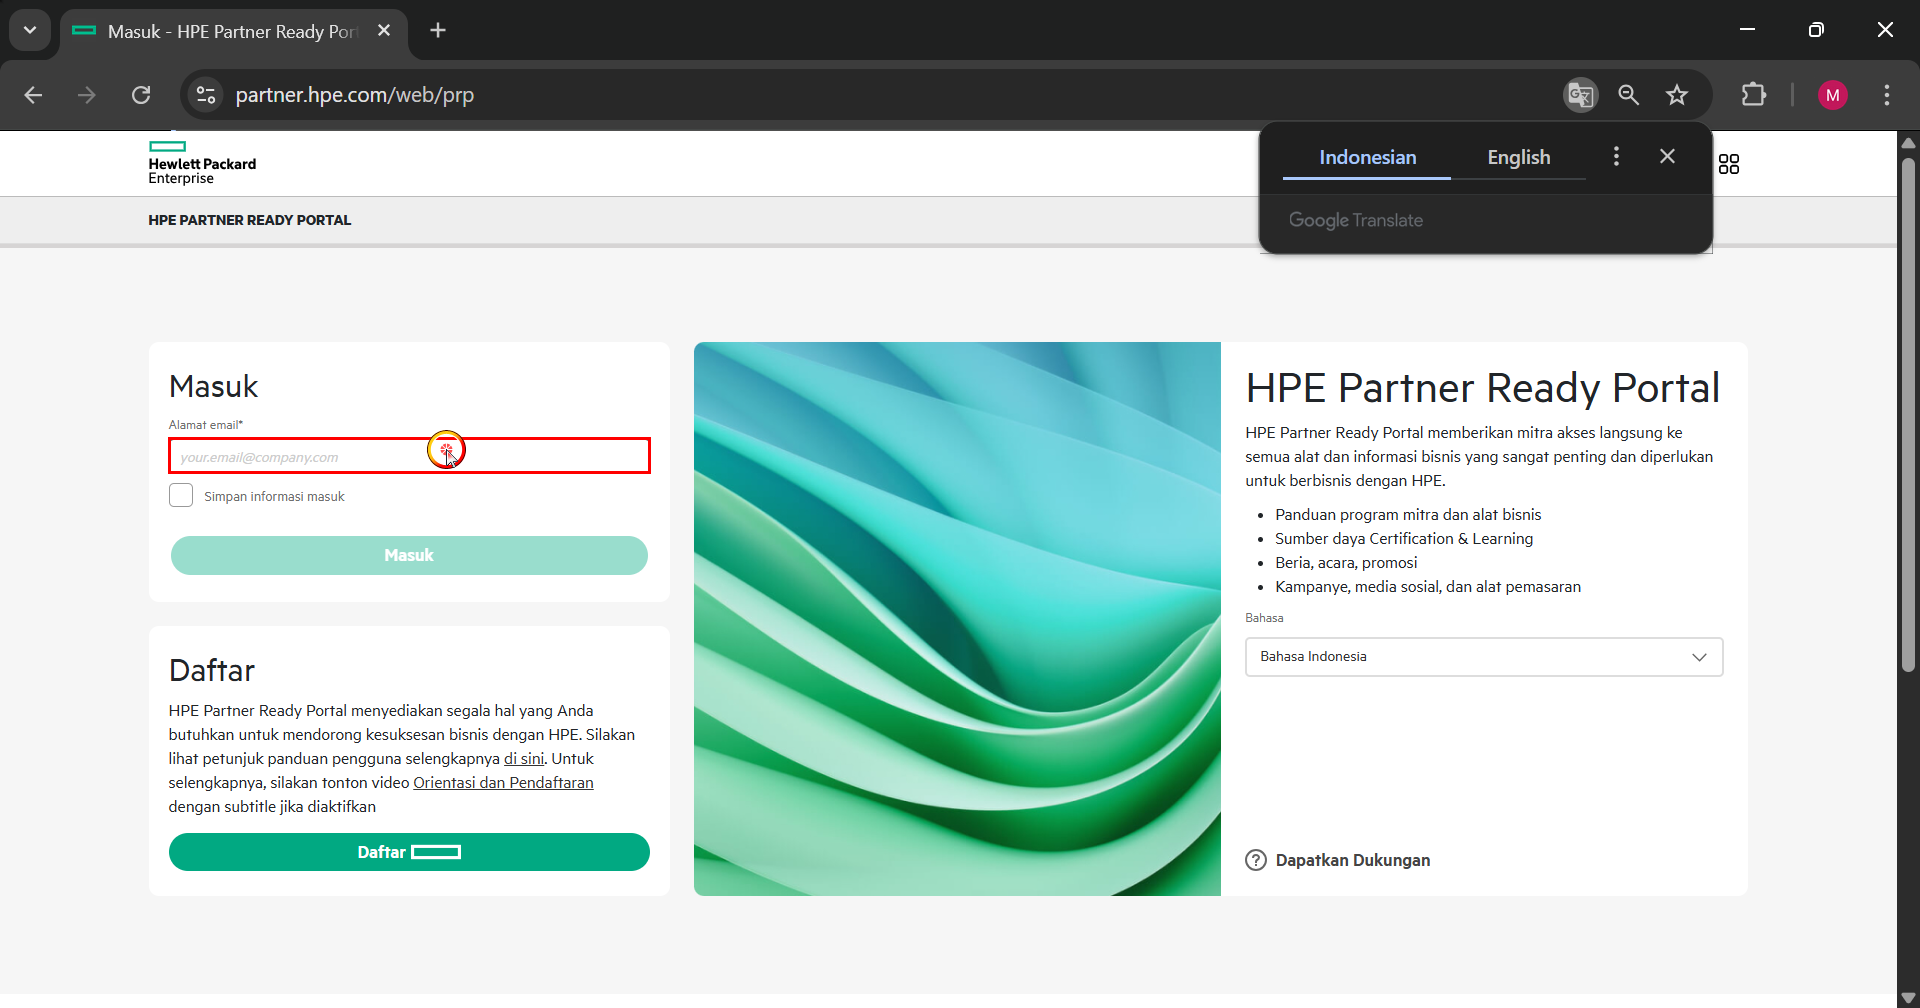 Masuk - HPE Partner Ready Por
partner.hpe.com/web/prp
M
Hewlett Packard
Enterprise
Indonesian
English
Google Translate
HPE PARTNER READY PORTAL
Masuk
Alamat email*
your.email@company.com
Simpan informasi masuk
Masuk
Daftar
HPE Partner Ready Portal menyediakan segala hal yang Anda
butuhkan untuk mendorong kesuksesan bisnis dengan HPE. Silakan
lihat petunjuk panduan pengguna selengkapnya di sini. Untuk
selengkapnya, silakan tonton video Orientasi dan Pendaftaran
dengan subtitle jika diaktifkan
Daftar
HPE Partner Ready Portal
HPE Partner Ready Portal memberikan mitra akses langsung ke
semua alat dan informasi bisnis yang sangat penting dan diperlukan
untuk berbisnis dengan HPE.
• Panduan program mitra dan alat bisnis
• Sumber daya Certification & Learning
• Beria, acara, promosi
• Kampanye, media sosial, dan alat pemasaran
Bahasa
Bahasa Indonesia
? Dapatkan Dukungan